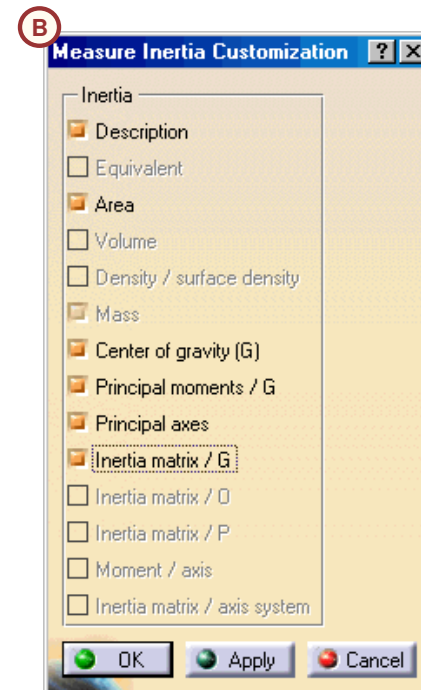 B
Measure Inertia Customization ? X
Inertia
Description
Equivalent
Area
Volume
Density / surface density
Mass
Center of gravity (G)
Principal moments / G
Principal axes
Inertia matrix / G
Inertia matrix / O
Inertia matrix / P
Moment / axis
Inertia matrix / axis system
OK Apply Cancel